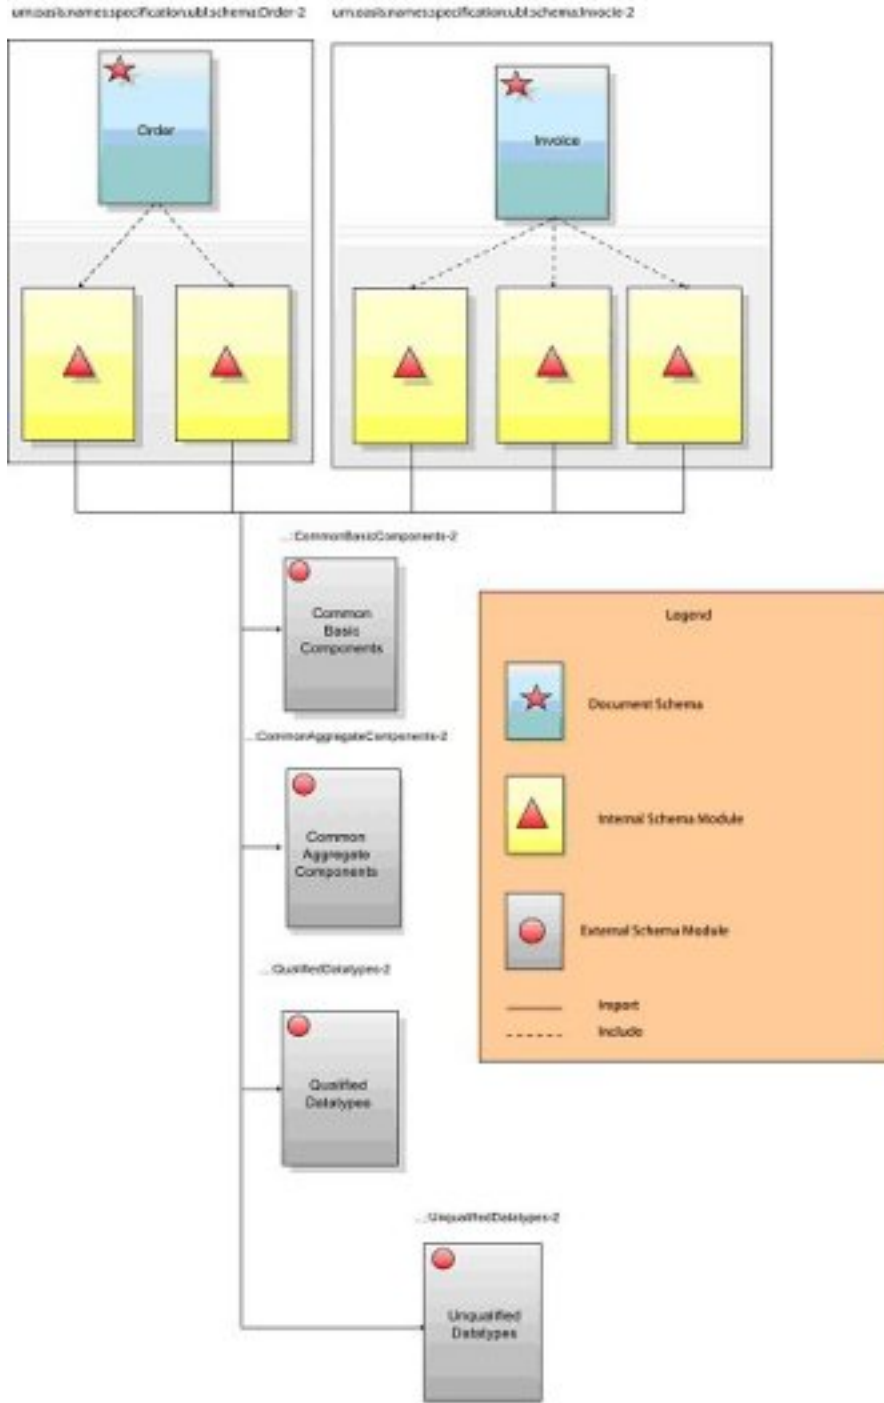 urn:oasis:names:specification:ubl:schema:Order-2
urn:oasis:names:specification:ubl:schema:Invocie-2
Order
Invoice
...:CommonBasicComponents-2
Common
Basic
Components
...CommonAggregateComponents-2
Common
Aggregate
Components
...:QualifiedDatatypes-2
Qualified
Datatypes
...:UnqualifiedDatatypes-2
Unqualified
Datatypes
Legend
Document Schema
Internal Schema Module
External Schema Module
Import
Include